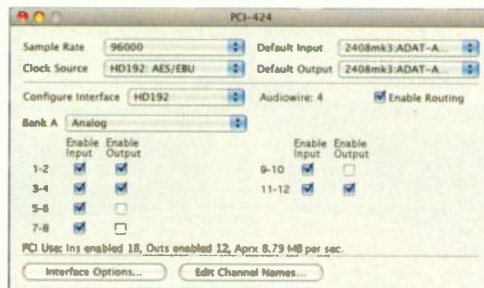 PCI-424
Sample Rate 96000 Default Input 2408mk3:ADAT-A...
Clock Source HD192: AES/EBU Default Output 2408mk3:ADAT-A...
Configure Interface HD192 Audiowire: 4 Enable Routing
Bank A Analog
Enable Input Enable Output Enable Input Enable Output
1-2 9-10
3-4 11-12
5-6
7-8
PCI Use: Ins enabled 18, Outs enabled 12, Aprx 8.79 MB per sec.
Interface Options... Edit Channel Names...